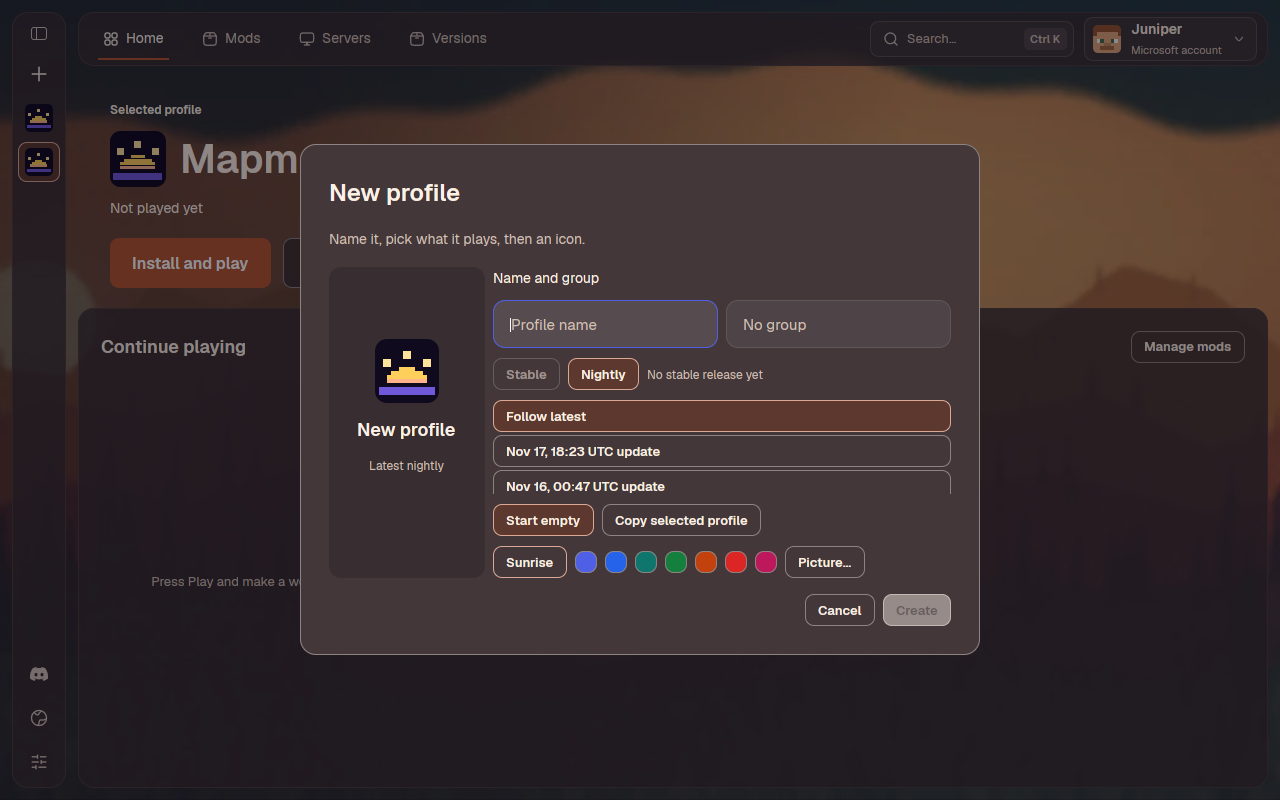 Home
Mods
Servers
Versions
Search...
Ctrl K
Juniper
Microsoft account
Selected profile
Mapm
Not played yet
Install and play
Continue playing
Manage mods
Press Play and make a w
New profile
Name it, pick what it plays, then an icon.
New profile
Latest nightly
Name and group
Profile name
No group
Stable
Nightly
No stable release yet
Follow latest
Nov 17, 18:23 UTC update
Nov 16, 00:47 UTC update
Start empty
Copy selected profile
Sunrise
Picture...
Cancel
Create